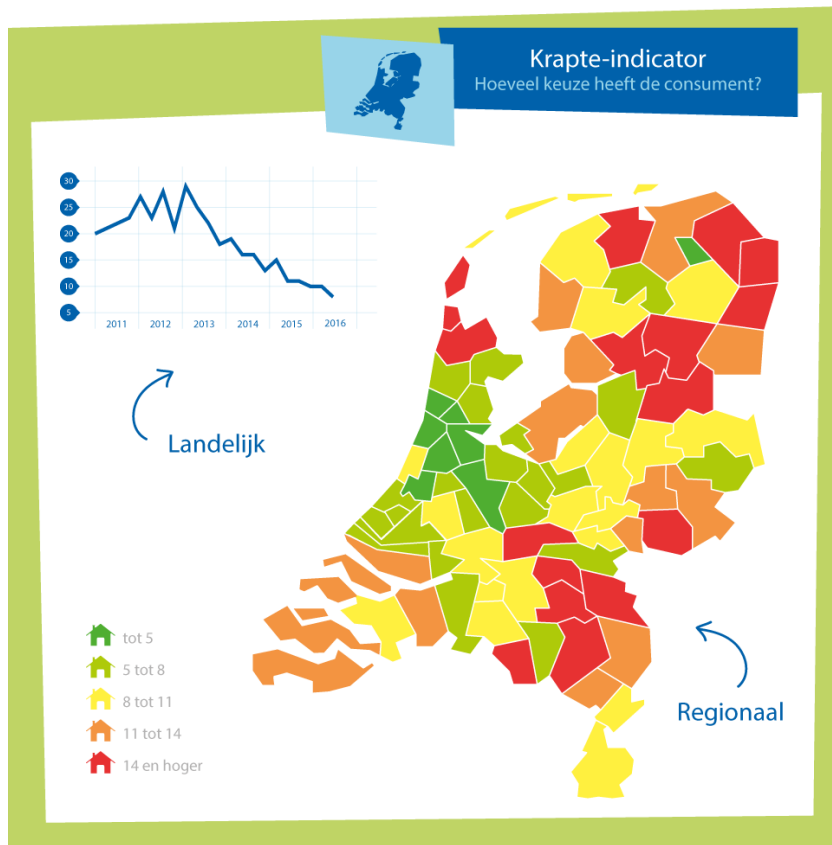 Krapte-indicator
Hoeveel keuze heeft de consument?
30
25
20
15
10
5
2011 2012 2013 2014 2015 2016
Landelijk
tot 5
5 tot 8
8 tot 11
11 tot 14
14 en hoger
Regionaal